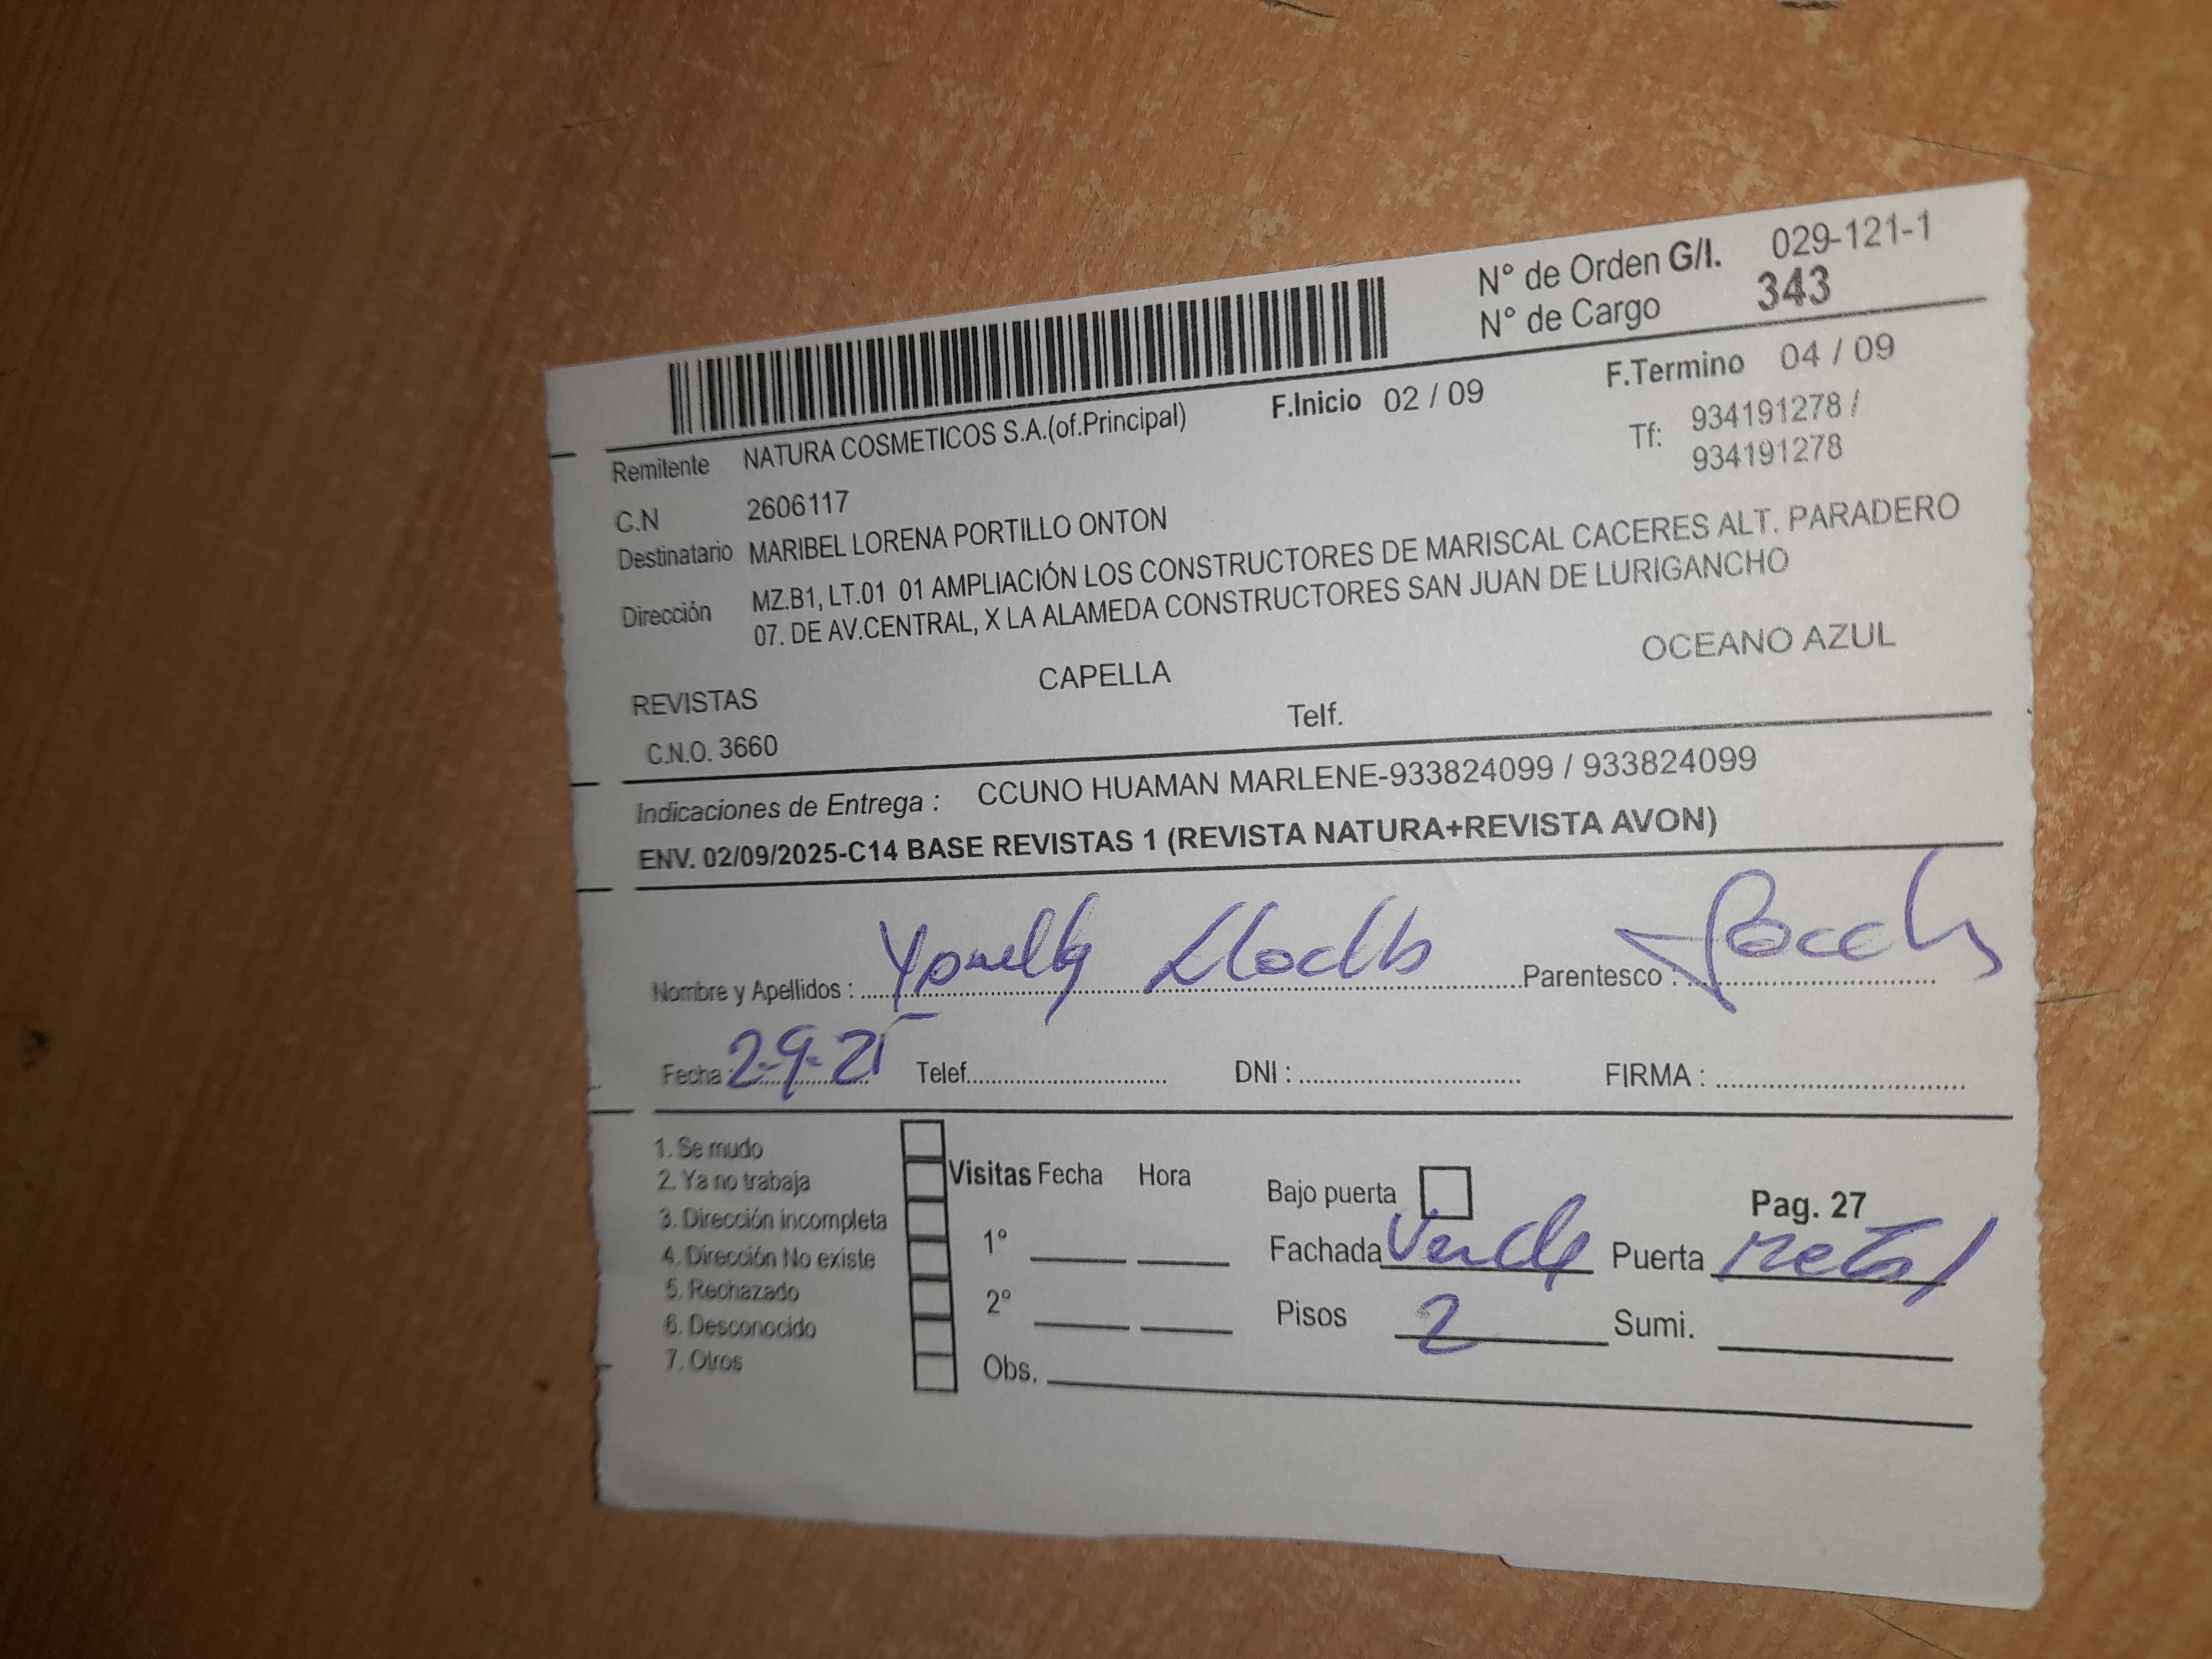 N° de Orden G/I. 029-121-1
N° de Cargo 343
F.Inicio 02 / 09 F.Termino 04 / 09
Remitente NATURA COSMETICOS S.A.(of.Principal) Tf: 934191278 /
934191278
C.N 2606117
Destinatario MARIBEL LORENA PORTILLO ONTON
Dirección MZ.B1, LT.01 01 AMPLIACIÓN LOS CONSTRUCTORES DE MARISCAL CACERES ALT. PARADERO
07. DE AV.CENTRAL, X LA ALAMEDA CONSTRUCTORES SAN JUAN DE LURIGANCHO
REVISTAS CAPELLA OCEANO AZUL
C.N.O. 3660 Telf.
Indicaciones de Entrega : CCUNO HUAMAN MARLENE-933824099 / 933824099
ENV. 02/09/2025-C14 BASE REVISTAS 1 (REVISTA NATURA+REVISTA AVON)
Nombre y Apellidos : Parentesco :
Fecha : 2-9-25 Telef. DNI : FIRMA :
1. Se mudo
2. Ya no trabaja
3. Dirección incompleta
4. Dirección No existe
5. Rechazado
6. Desconocido
7. Otros
Visitas Fecha Hora
1°
2°
Obs.
Bajo puerta Pag. 27
Fachada Verde Puerta Metal
Pisos 2 Sumi.